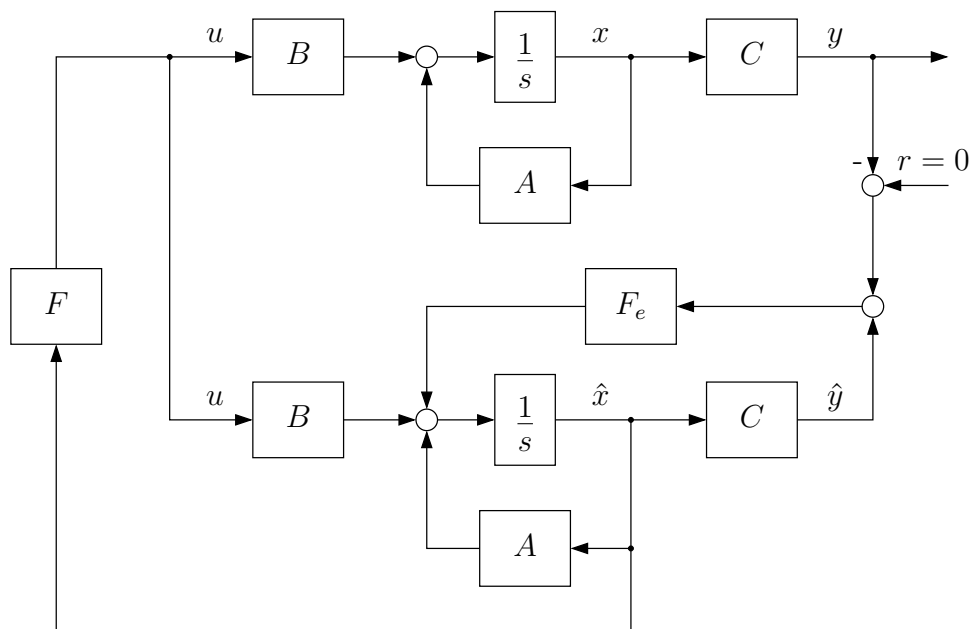 u B 1/s x C y
A - r = 0
F F_e
u B 1/s x̂ C ŷ
A